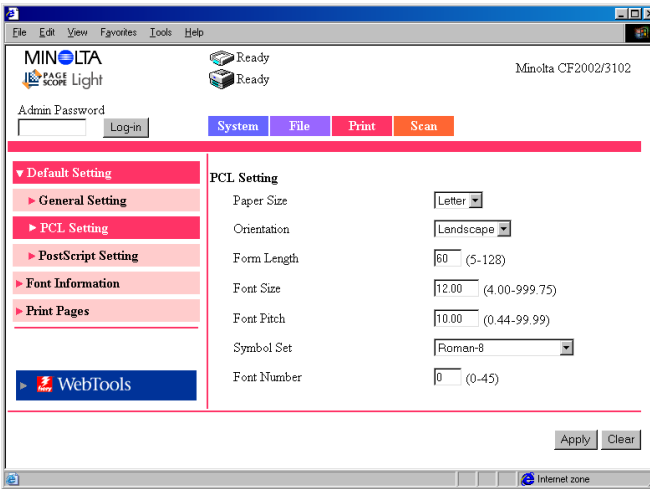 File Edit View Favorites Tools Help
MINOLTA
PAGE SCOPE Light
Ready
Ready
Minolta CF2002/3102
Admin Password
Log-in
System File Print Scan
Default Setting
General Setting
PCL Setting
PostScript Setting
Font Information
Print Pages
fiery WebTools
PCL Setting
Paper Size Letter
Orientation Landscape
Form Length 60 (5-128)
Font Size 12.00 (4.00-999.75)
Font Pitch 10.00 (0.44-99.99)
Symbol Set Roman-8
Font Number 0 (0-45)
Apply Clear
Internet zone